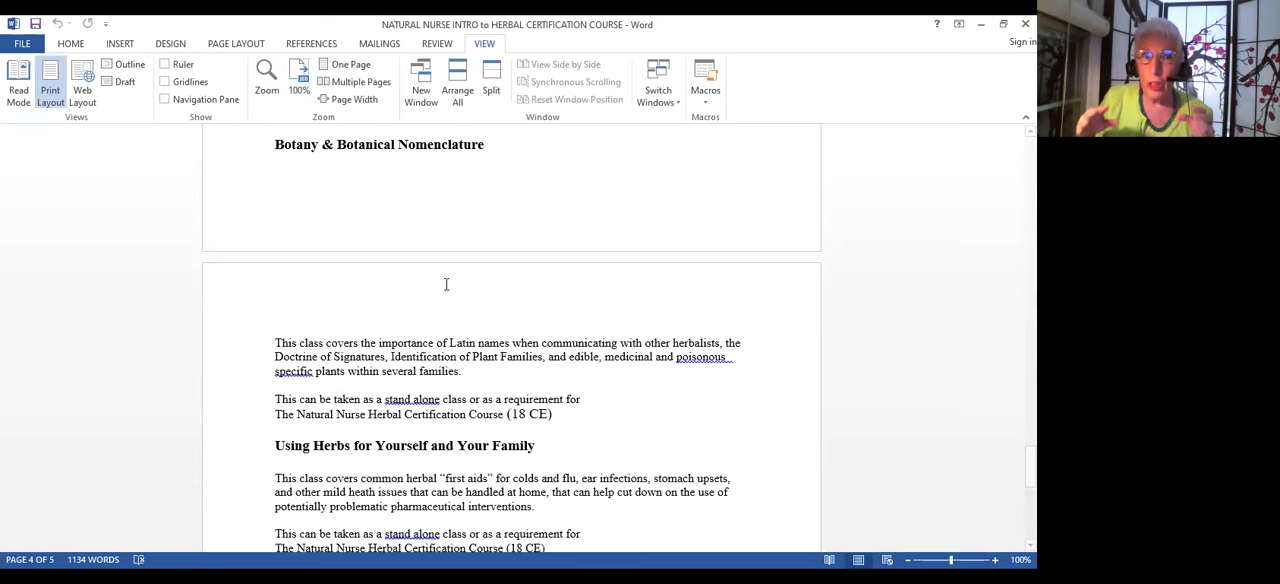 NATURAL NURSE INTRO to HERBAL CERTIFICATION COURSE - Word
?
FILE HOME INSERT DESIGN PAGE LAYOUT REFERENCES MAILINGS REVIEW VIEW Sign in
Read Mode
Print Layout
Web Layout
Outline
Draft
Views
Ruler
Gridlines
Navigation Pane
Show
Zoom
100%
One Page
Multiple Pages
Page Width
Zoom
New Window
Arrange All
Split
View Side by Side
Synchronous Scrolling
Reset Window Position
Window
Switch Windows
Macros
Macros
Botany & Botanical Nomenclature
This class covers the importance of Latin names when communicating with other herbalists, the
Doctrine of Signatures, Identification of Plant Families, and edible, medicinal and poisonous
specific plants within several families.
This can be taken as a stand alone class or as a requirement for
The Natural Nurse Herbal Certification Course (18 CE)
Using Herbs for Yourself and Your Family
This class covers common herbal “first aids” for colds and flu, ear infections, stomach upsets,
and other mild heath issues that can be handled at home, that can help cut down on the use of
potentially problematic pharmaceutical interventions.
This can be taken as a stand alone class or as a requirement for
The Natural Nurse Herbal Certification Course (18 CE)
PAGE 4 OF 5 1134 WORDS 100%